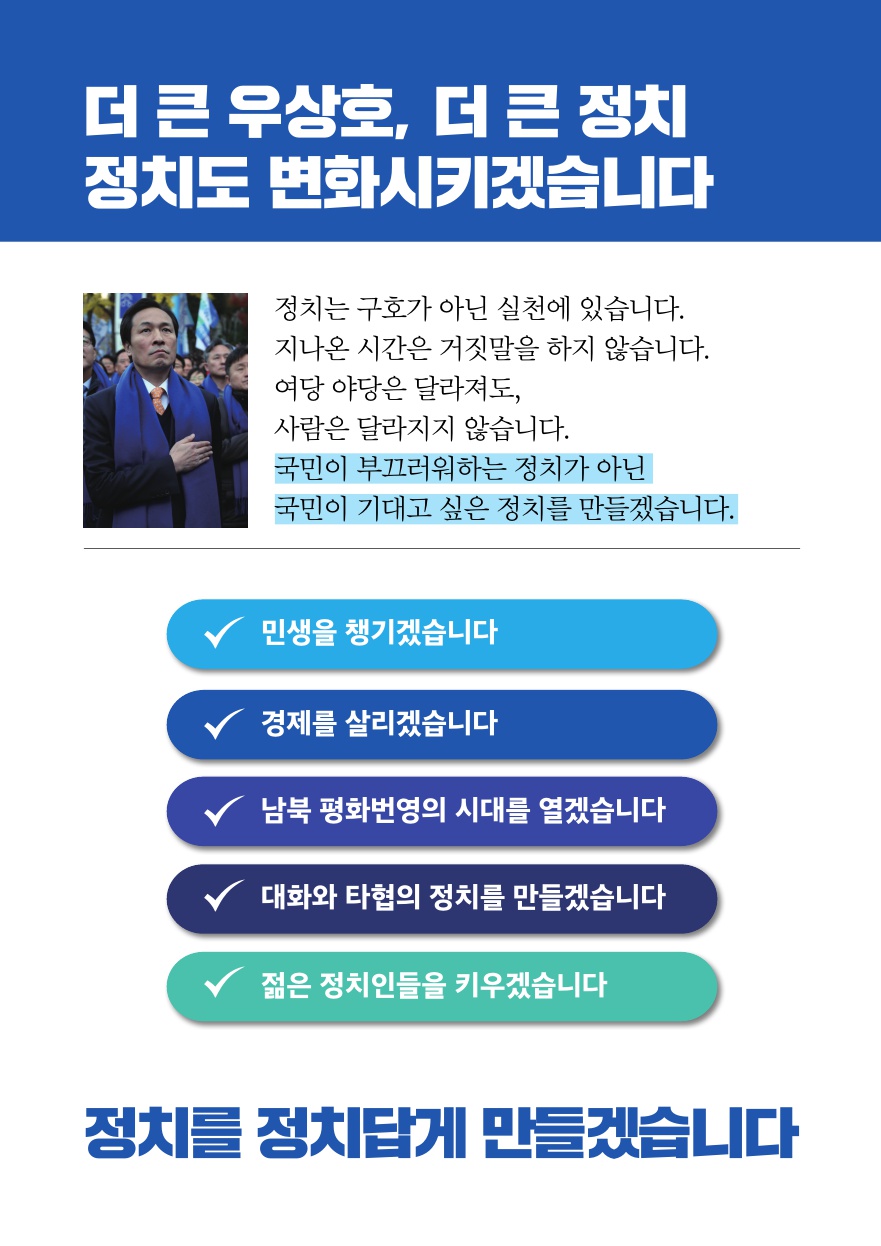 더 큰 우상호, 더 큰 정치
정치도 변화시키겠습니다
정치는 구호가 아닌 실천에 있습니다.
지나온 시간은 거짓말을 하지 않습니다.
여당 야당은 달라져도,
사람은 달라지지 않습니다.
국민이 부끄러워하는 정치가 아닌
국민이 기대고 싶은 정치를 만들겠습니다.
민생을 챙기겠습니다
경제를 살리겠습니다
남북 평화번영의 시대를 열겠습니다
대화와 타협의 정치를 만들겠습니다
젊은 정치인들을 키우겠습니다
정치를 정치답게 만들겠습니다